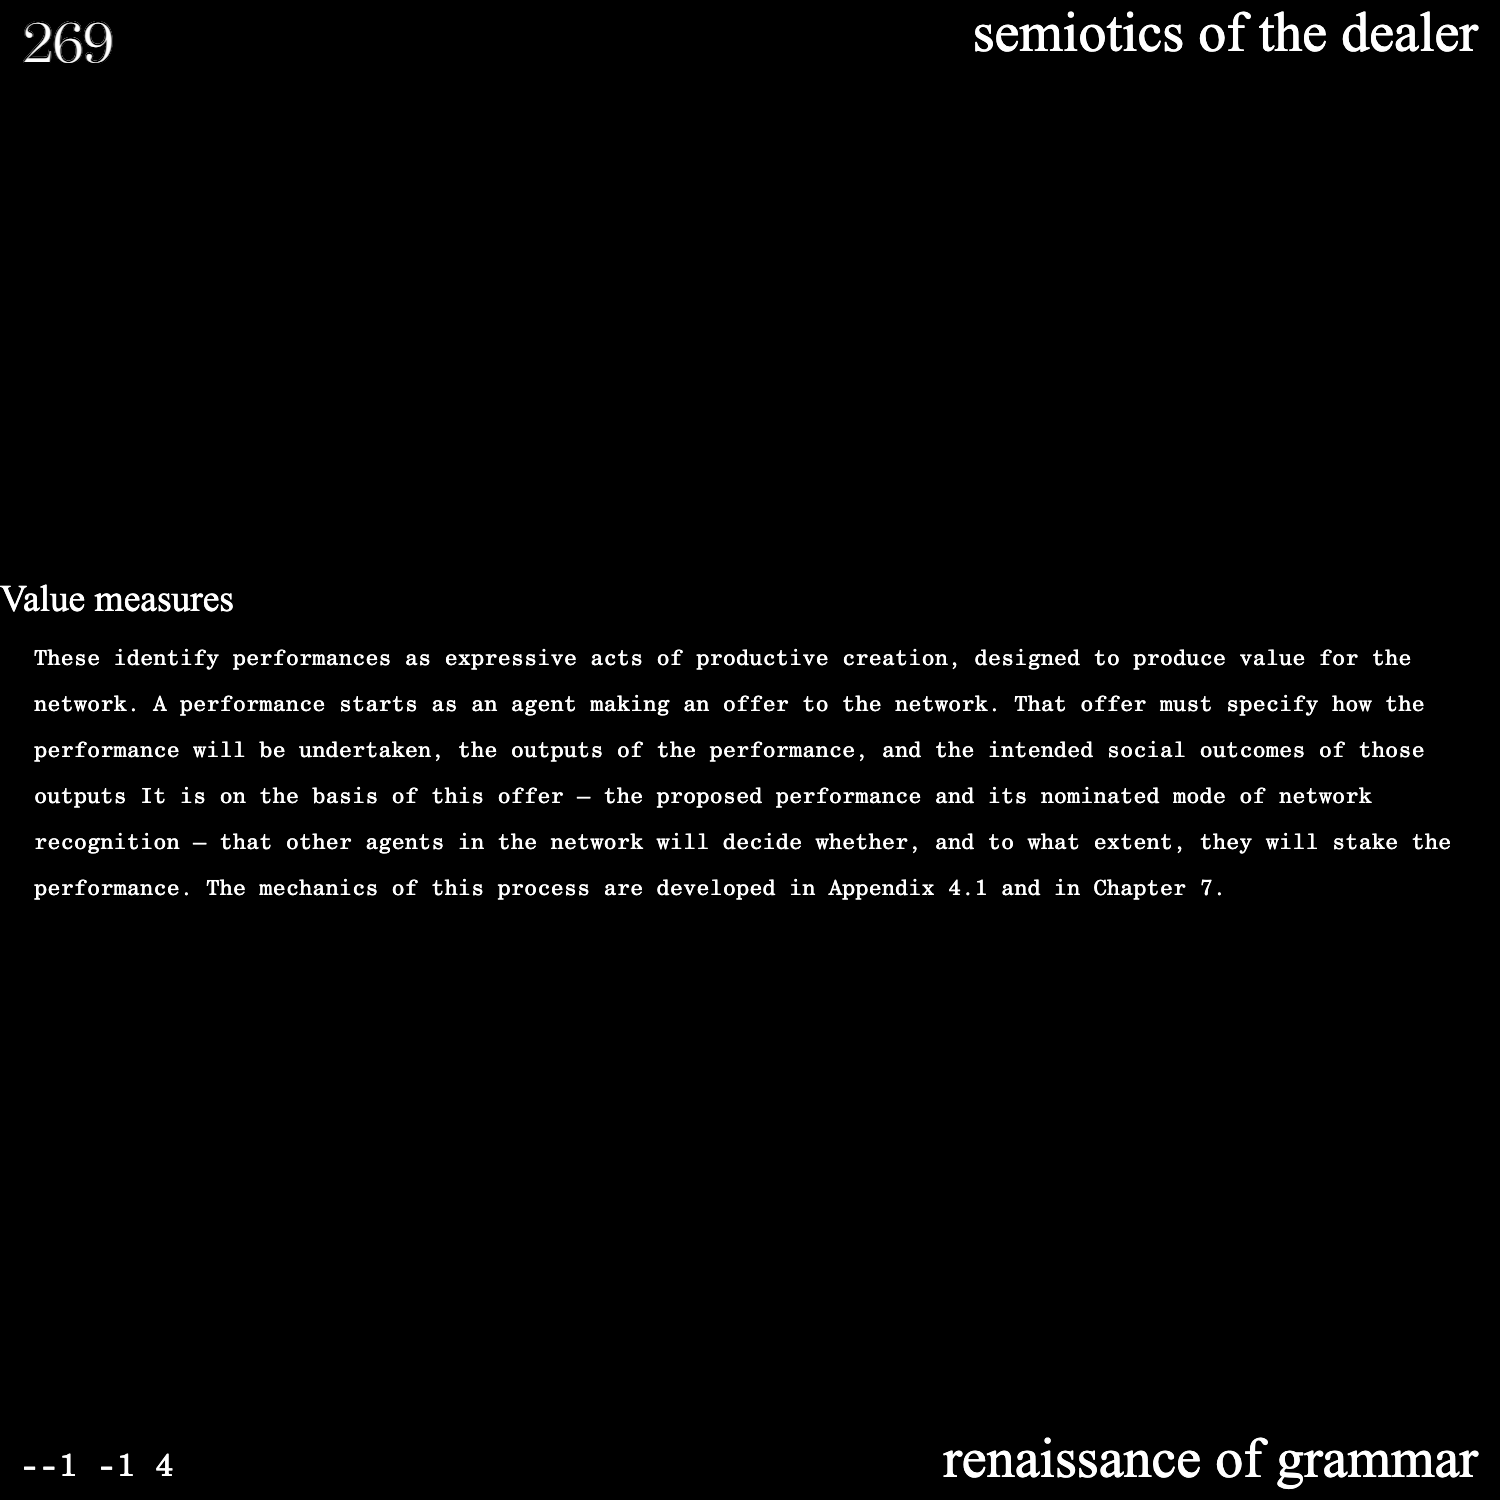 269
semiotics of the dealer
Value measures
These identify performances as expressive acts of productive creation, designed to produce value for the
network. A performance starts as an agent making an offer to the network. That offer must specify how the
performance will be undertaken, the outputs of the performance, and the intended social outcomes of those
outputs It is on the basis of this offer – the proposed performance and its nominated mode of network
recognition – that other agents in the network will decide whether, and to what extent, they will stake the
performance. The mechanics of this process are developed in Appendix 4.1 and in Chapter 7.
--1 -1 4
renaissance of grammar